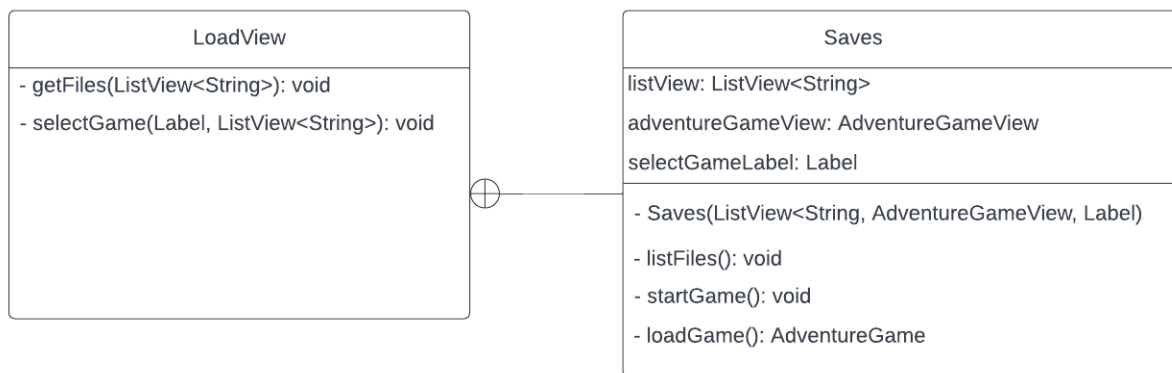 LoadView
- getFiles(ListView<String>): void
- selectGame(Label, ListView<String>): void
Saves
listView: ListView<String>
adventureGameView: AdventureGameView
selectGameLabel: Label
- Saves(ListView<String, AdventureGameView, Label)
- listFiles(): void
- startGame(): void
- loadGame(): AdventureGame